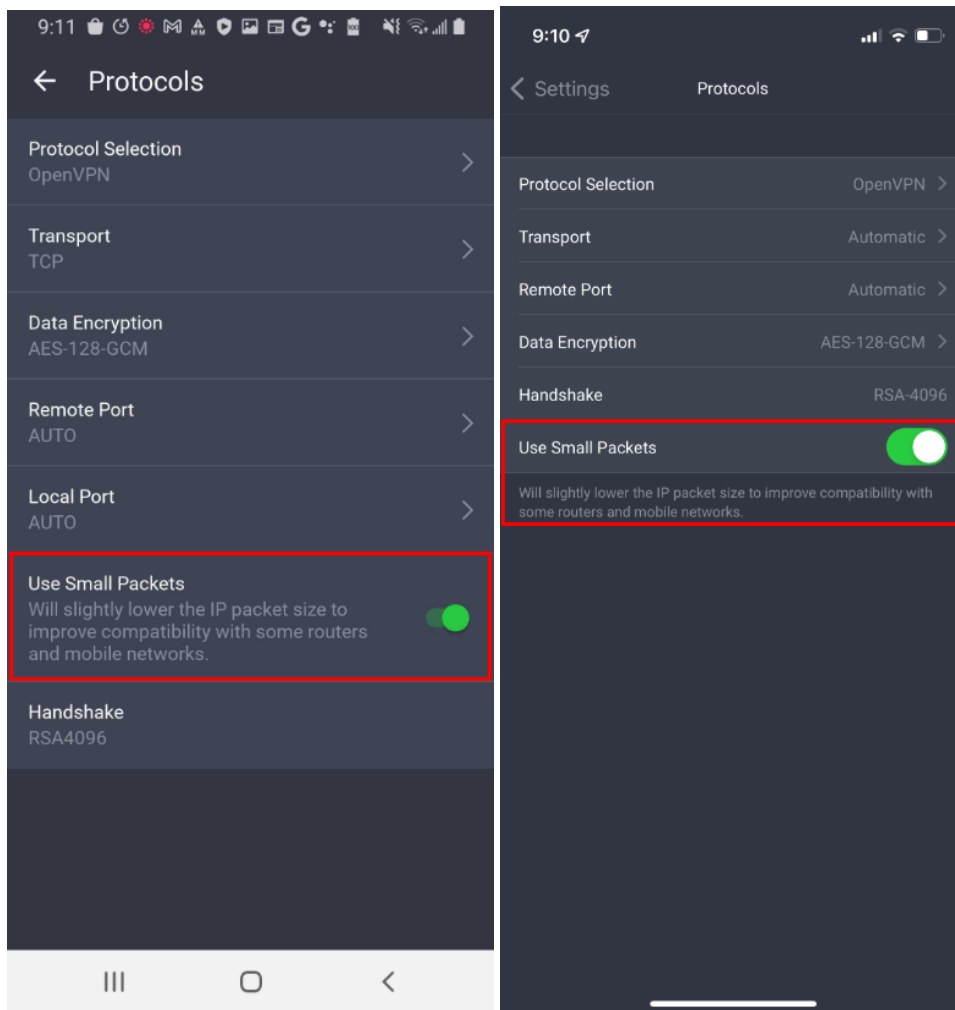 9:11
Protocols
Protocol Selection
OpenVPN
Transport
TCP
Data Encryption
AES-128-GCM
Remote Port
AUTO
Local Port
AUTO
Use Small Packets
Will slightly lower the IP packet size to
improve compatibility with some routers
and mobile networks.
Handshake
RSA4096
9:10
Settings
Protocols
Protocol Selection
OpenVPN
Transport
Automatic
Remote Port
Automatic
Data Encryption
AES-128-GCM
Handshake
RSA-4096
Use Small Packets
Will slightly lower the IP packet size to improve compatibility with
some routers and mobile networks.